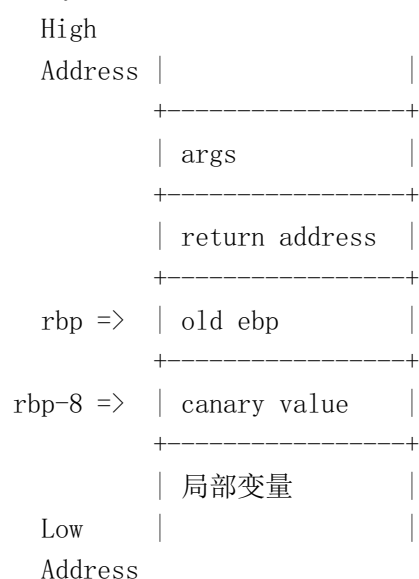 High
Address |                 |
        +-----------------+
        | args            |
        +-----------------+
        | return address  |
        +-----------------+
 rbp => | old ebp         |
        +-----------------+
rbp-8 => | canary value    |
        +-----------------+
        | 局部变量        |
Low     |                 |
Address